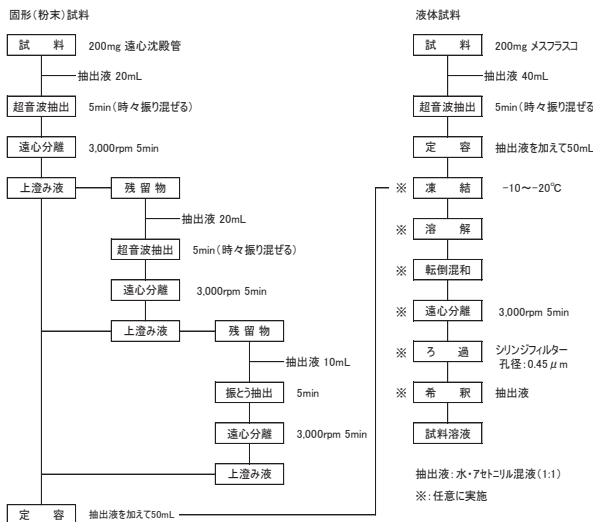 固形（粉末）試料
試　料
200mg 遠心沈殿管
抽出液 20mL
超音波抽出
5min（時々振り混ぜる）
遠心分離
3,000rpm 5min
上澄み液
残 留 物
抽出液 20mL
超音波抽出
5min（時々振り混ぜる）
遠心分離
3,000rpm 5min
上澄み液
残 留 物
抽出液 10mL
振とう抽出
5min
遠心分離
3,000rpm 5min
上澄み液
定　容
抽出液を加えて50mL
液体試料
試　料
200mg メスフラスコ
抽出液 40mL
超音波抽出
5min（時々振り混ぜる
定　容
抽出液を加えて50mL
※ 凍　結
-10～-20℃
※ 溶　解
※ 転倒混和
※ 遠心分離
3,000rpm 5min
※ ろ　過
シリンジフィルター
孔径：0.45μm
※ 希　釈
抽出液
試料溶液
抽出液：水・アセトニリル混液（1:1）
※：任意に実施